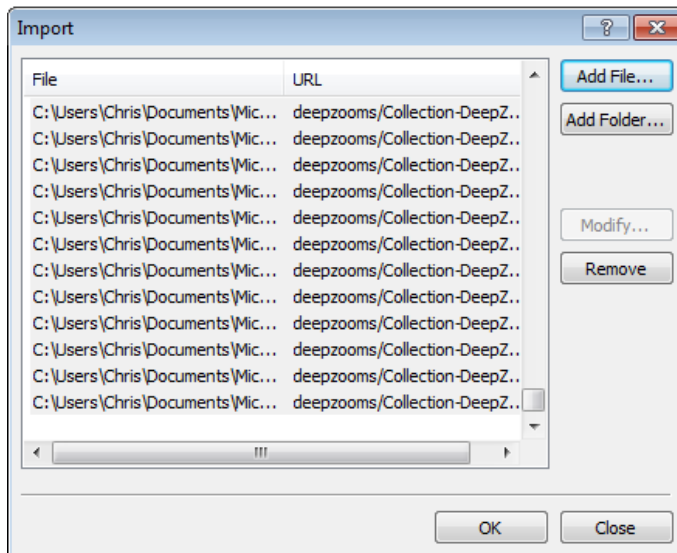 Import
File URL
C:\Users\Chris\Documents\Mic... deepzooms/Collection-DeepZ..
C:\Users\Chris\Documents\Mic... deepzooms/Collection-DeepZ..
C:\Users\Chris\Documents\Mic... deepzooms/Collection-DeepZ..
C:\Users\Chris\Documents\Mic... deepzooms/Collection-DeepZ..
C:\Users\Chris\Documents\Mic... deepzooms/Collection-DeepZ..
C:\Users\Chris\Documents\Mic... deepzooms/Collection-DeepZ..
C:\Users\Chris\Documents\Mic... deepzooms/Collection-DeepZ..
C:\Users\Chris\Documents\Mic... deepzooms/Collection-DeepZ..
C:\Users\Chris\Documents\Mic... deepzooms/Collection-DeepZ..
C:\Users\Chris\Documents\Mic... deepzooms/Collection-DeepZ..
C:\Users\Chris\Documents\Mic... deepzooms/Collection-DeepZ..
C:\Users\Chris\Documents\Mic... deepzooms/Collection-DeepZ..
Add File...
Add Folder...
Modify...
Remove
OK
Close